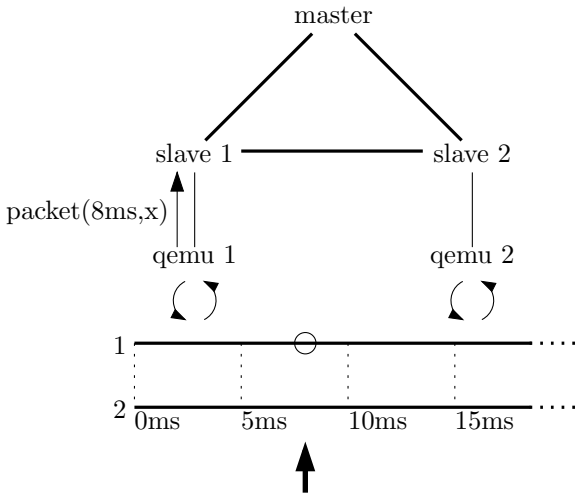 master
slave 1 slave 2
packet(8ms,x)
qemu 1 qemu 2
1
2
0ms 5ms 10ms 15ms